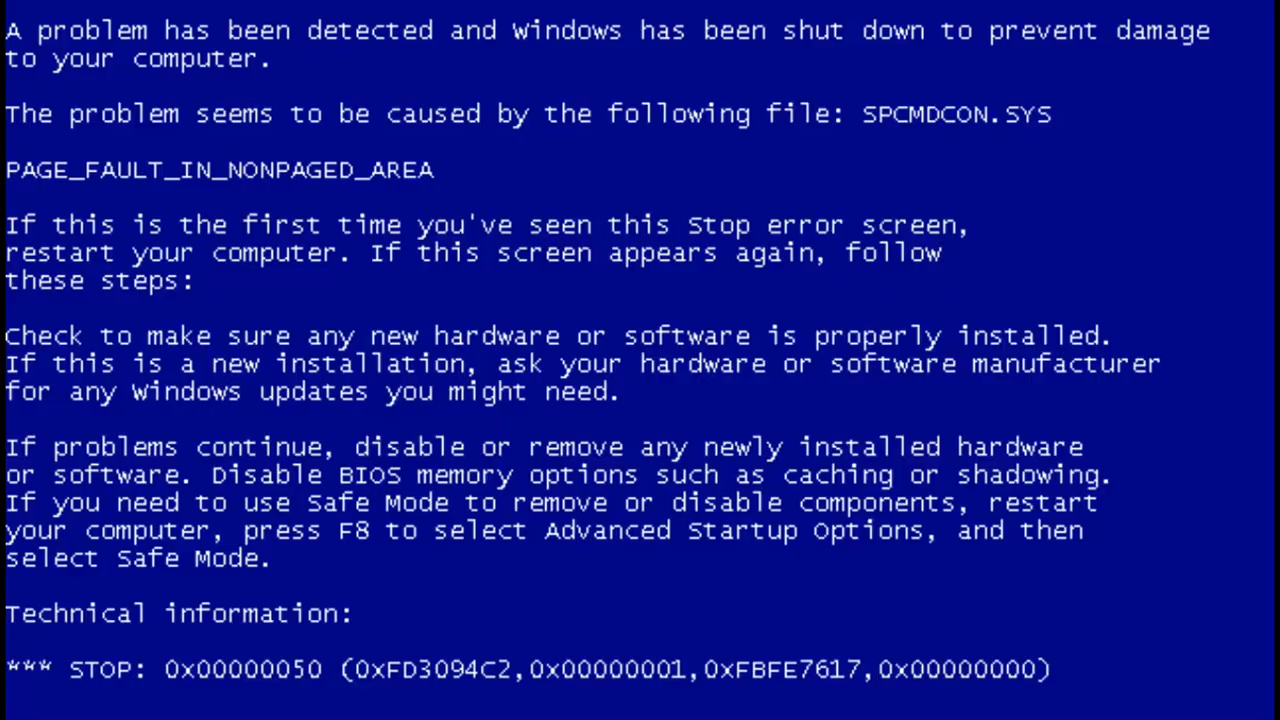 A problem has been detected and Windows has been shut down to prevent damage
to your computer.
The problem seems to be caused by the following file: SPCMDCON.SYS
PAGE_FAULT_IN_NONPAGED_AREA
If this is the first time you've seen this Stop error screen,
restart your computer. If this screen appears again, follow
these steps:
Check to make sure any new hardware or software is properly installed.
If this is a new installation, ask your hardware or software manufacturer
for any Windows updates you might need.
If problems continue, disable or remove any newly installed hardware
or software. Disable BIOS memory options such as caching or shadowing.
If you need to use Safe Mode to remove or disable components, restart
your computer, press F8 to select Advanced Startup Options, and then
select Safe Mode.
Technical information:
*** STOP: 0x00000050 (0xFD3094C2,0x00000001,0xFBFE7617,0x00000000)